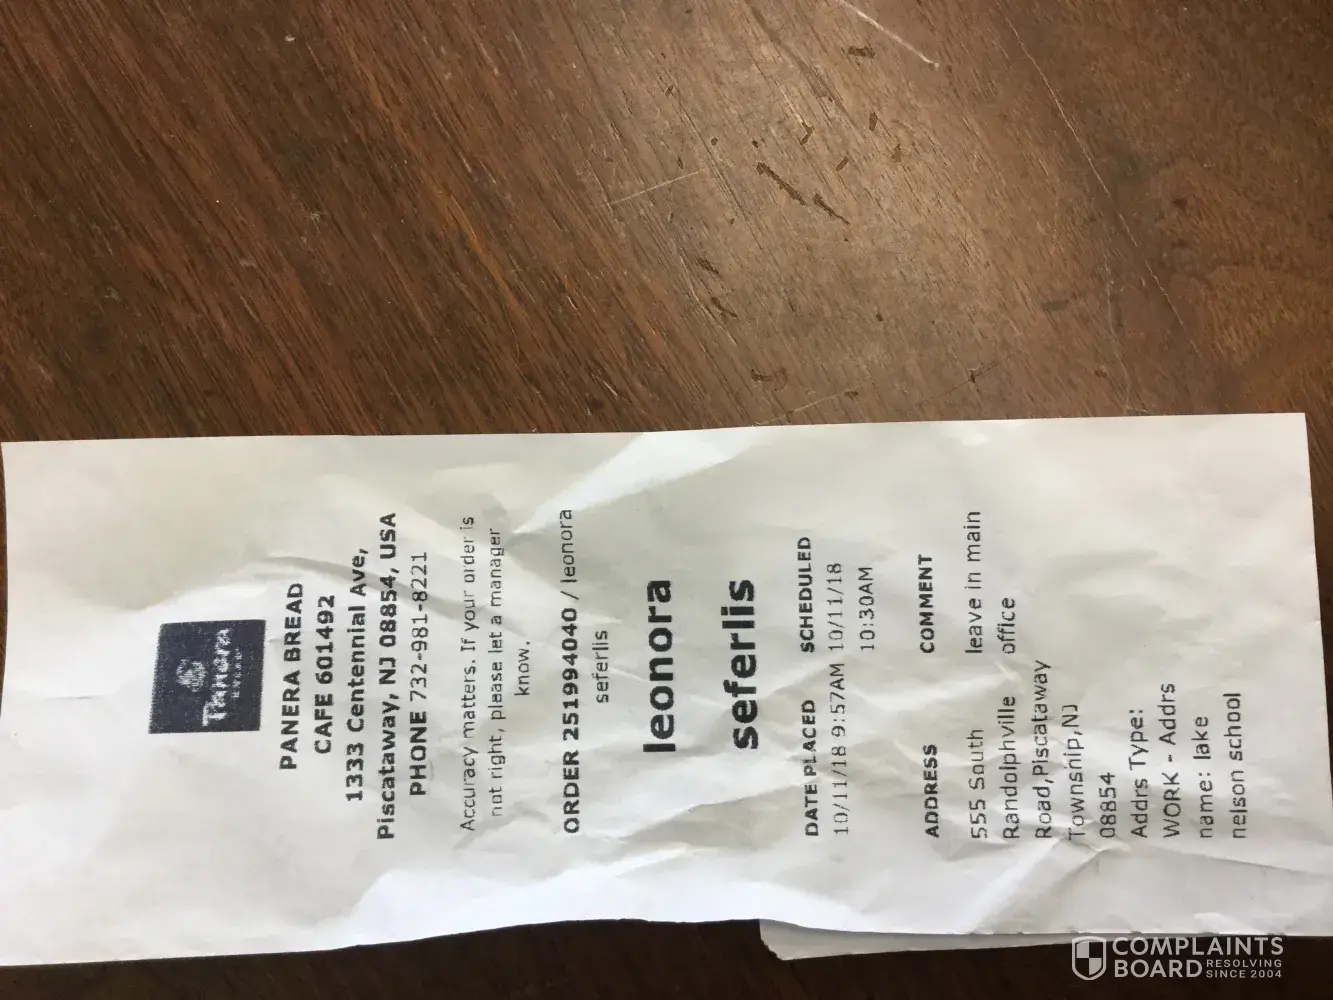 Panera
BREAD
PANERA BREAD
CAFE 601492
1333 Centennial Ave,
Piscataway, NJ 08854, USA
PHONE 732-981-8221
Accuracy matters. If your order is
not right, please let a manager
know.
ORDER 251994040 / leonora
seferlis
leonora
seferlis
DATE PLACED SCHEDULED
10/11/18 9:57AM 10/11/18
10:30AM
ADDRESS COMMENT
555 South leave in main
Randolphville office
Road,Piscataway
Township,NJ
08854
Addrs Type:
WORK - Addrs
name: lake
nelson school
COMPLAINTS
BOARD RESOLVING
SINCE 2004